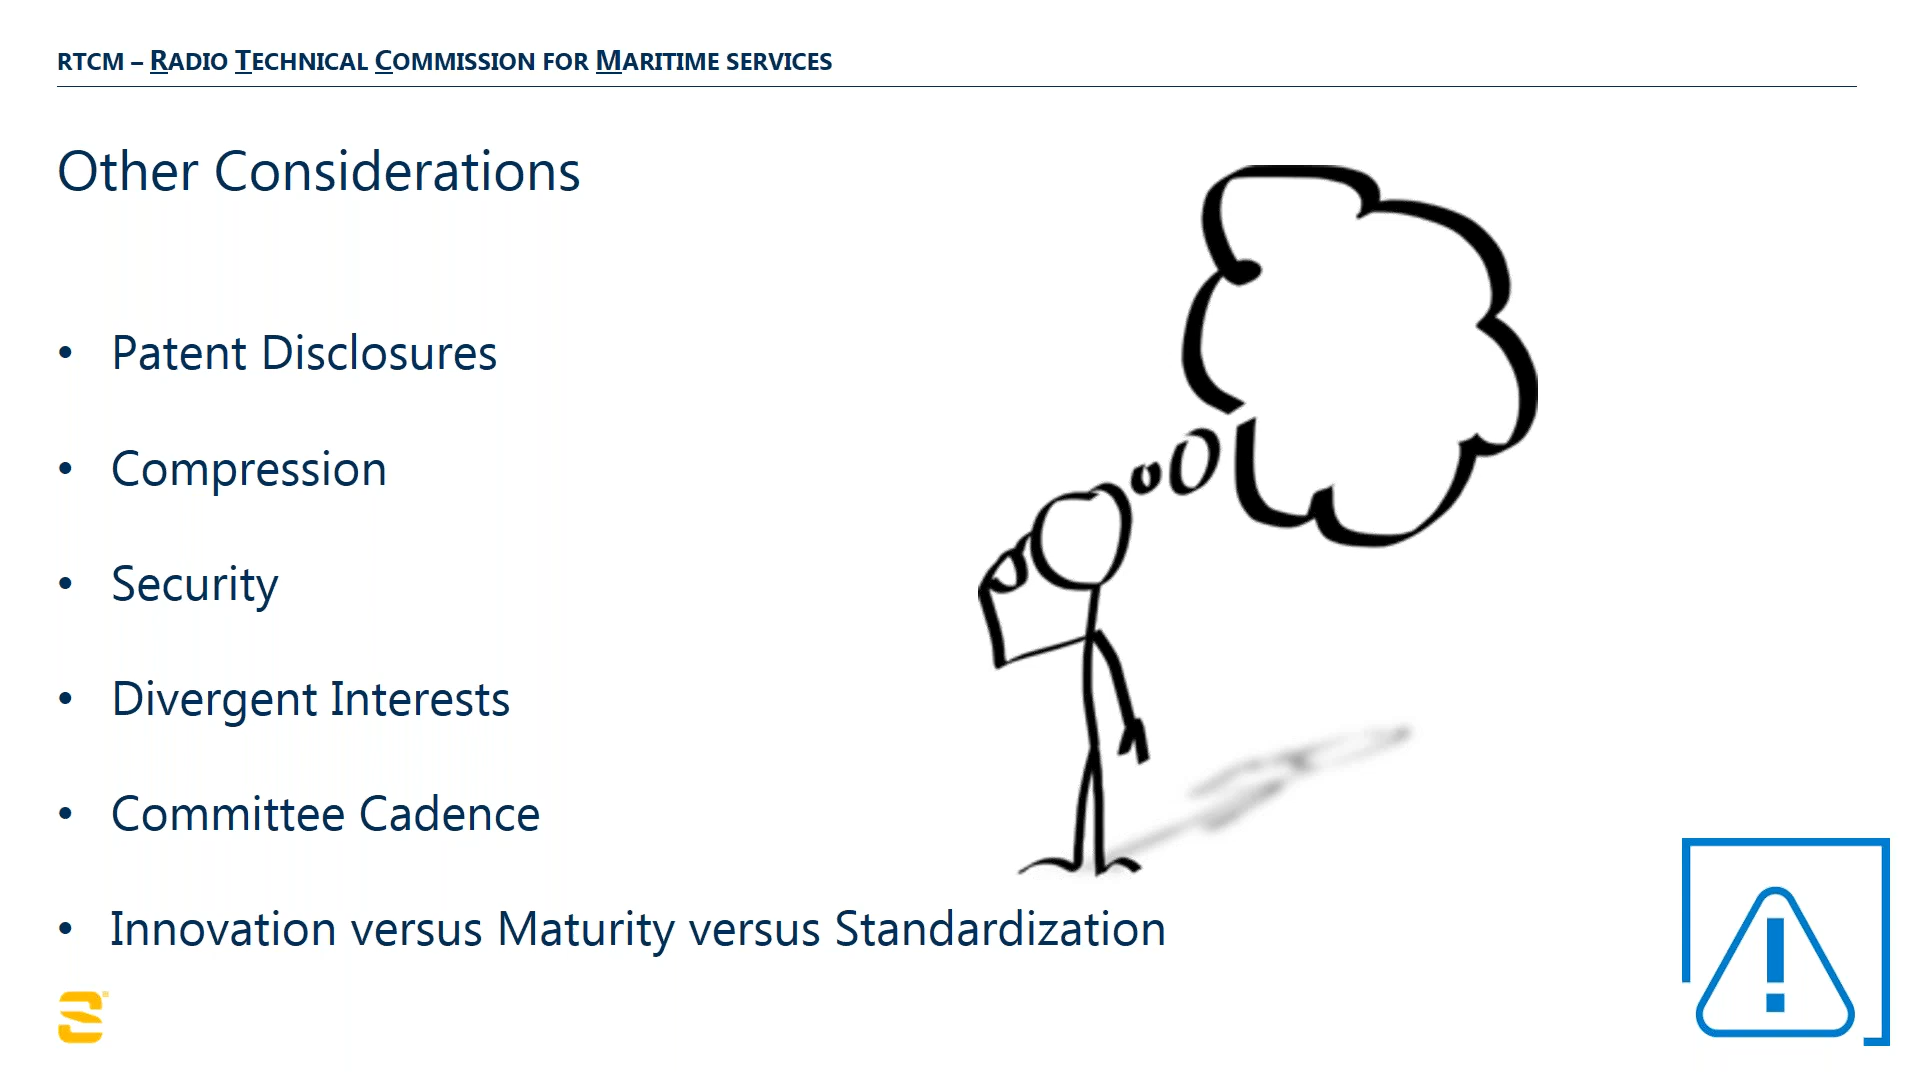 RTCM – RADIO TECHNICAL COMMISSION FOR MARITIME SERVICES
Other Considerations
• Patent Disclosures
• Compression
• Security
• Divergent Interests
• Committee Cadence
• Innovation versus Maturity versus Standardization